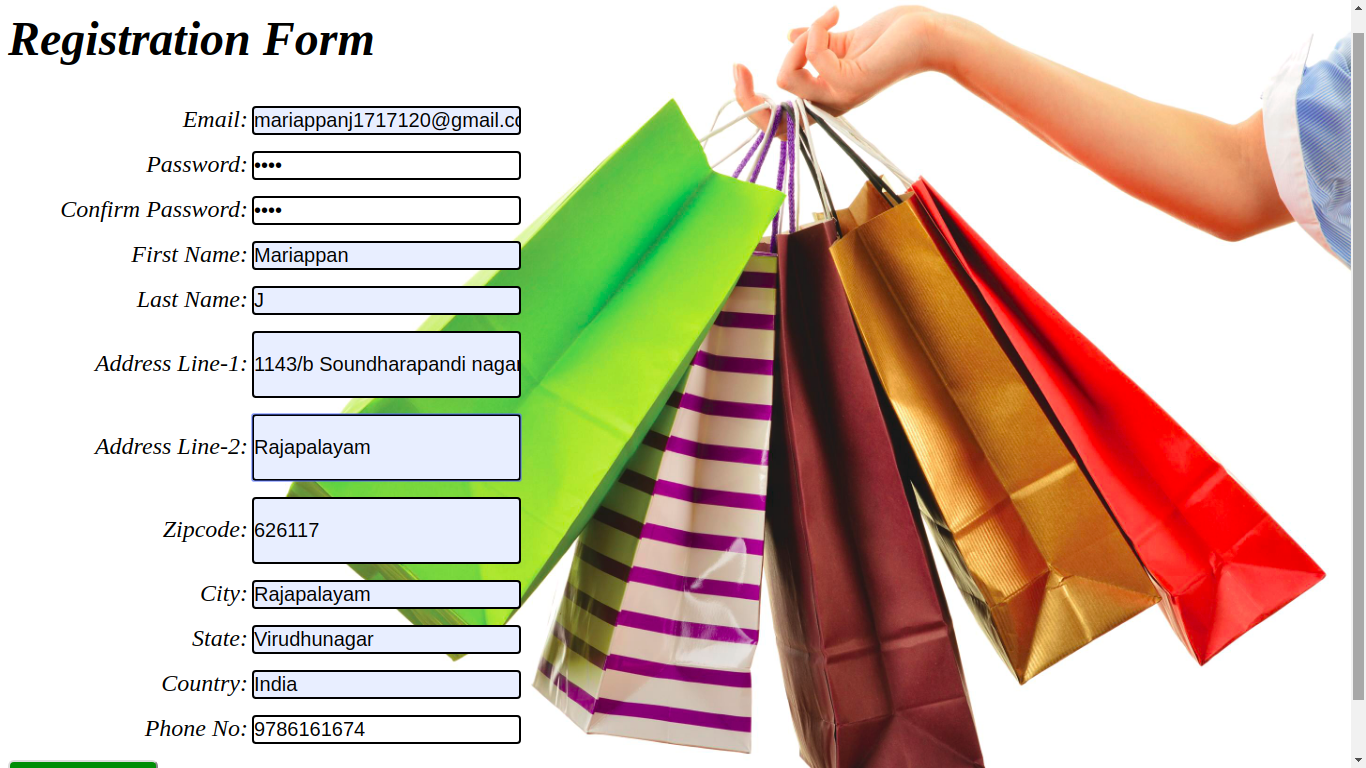 Registration Form
Email: mariappanj1717120@gmail.co
Password: ••••
Confirm Password: ••••
First Name: Mariappan
Last Name: J
Address Line-1: 1143/b Soundharapandi nagar
Address Line-2: Rajapalayam
Zipcode: 626117
City: Rajapalayam
State: Virudhunagar
Country: India
Phone No: 9786161674